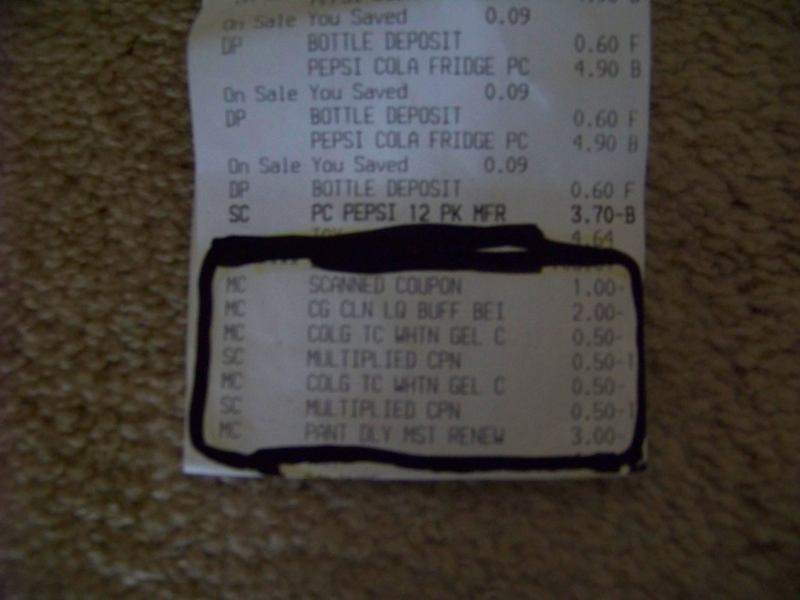 On Sale You Saved 0.09
DP BOTTLE DEPOSIT 0.60 F
PEPSI COLA FRIDGE PC 4.90 B
On Sale You Saved 0.09
DP BOTTLE DEPOSIT 0.60 F
PEPSI COLA FRIDGE PC 4.90 B
On Sale You Saved 0.09
DP BOTTLE DEPOSIT 0.60 F
SC PC PEPSI 12 PK MFR 3.70-B
TAX 4.64
MC SCANNED COUPON 1.00-
MC CG CLN LQ BUFF BEI 2.00-
MC COLG TC WHTN GEL C 0.50-
SC MULTIPLIED CPN 0.50-T
MC COLG TC WHTN GEL C 0.50-
SC MULTIPLIED CPN 0.50-T
MC PANT DLY MST RENEW 3.00-